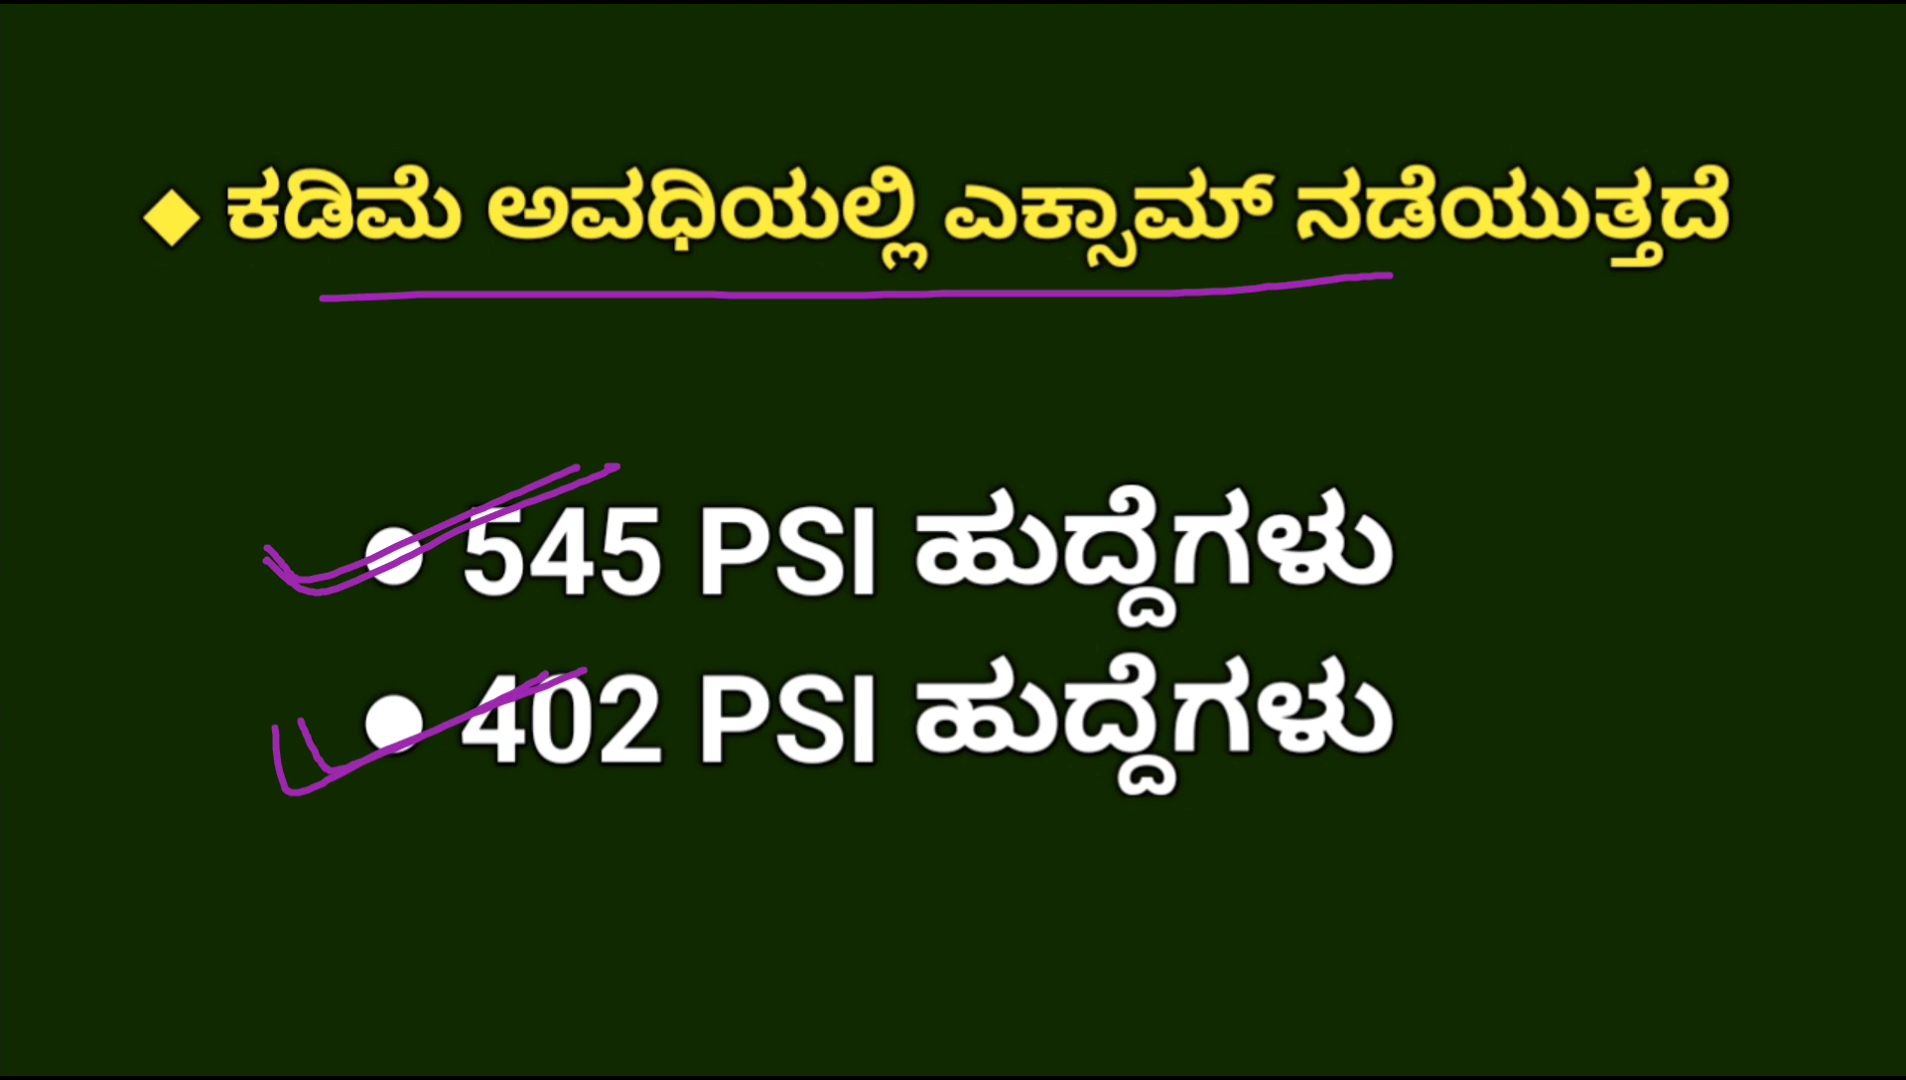 ◆ ಕಡಿಮೆ ಅವಧಿಯಲ್ಲಿ ಎಕ್ಸಾಮ್ ನಡೆಯುತ್ತದೆ
● 545 PSI ಹುದ್ದೆಗಳು
● 402 PSI ಹುದ್ದೆಗಳು